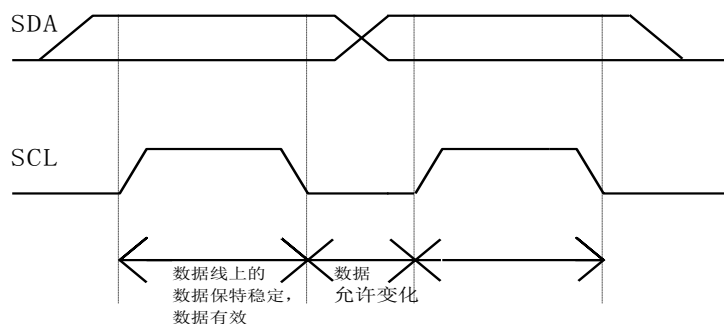 SDA
SCL
数据线上的
数据保特稳定，
数据有效
数据
允许变化